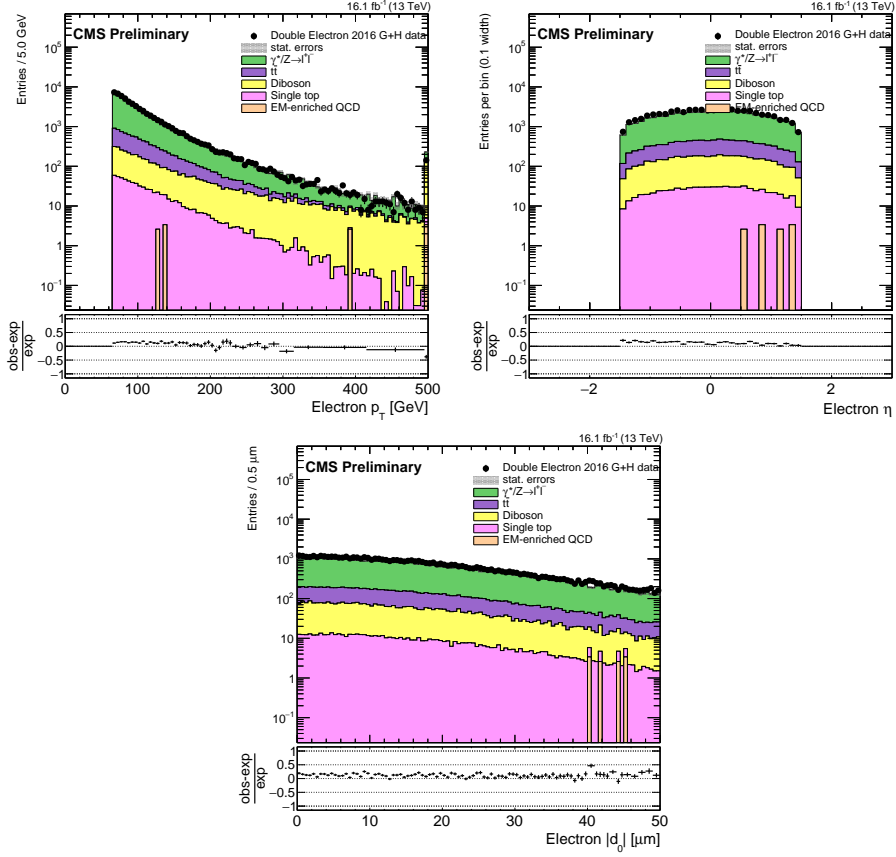 16.1 fb⁻¹ (13 TeV)
Entries / 5.0 GeV
CMS Preliminary
Double Electron 2016 G+H data
stat. errors
γ*/Z→l⁺l⁻
tt̄
Diboson
Single top
EM-enriched QCD
10⁵
10⁴
10³
10²
10
1
10⁻¹
obs-exp
exp
1
0.5
0
−0.5
−1
0 100 200 300 400 500
Electron p_T [GeV]
16.1 fb⁻¹ (13 TeV)
Entries per bin (0.1 width)
CMS Preliminary
Double Electron 2016 G+H data
stat. errors
γ*/Z→l⁺l⁻
tt̄
Diboson
Single top
EM-enriched QCD
10⁵
10⁴
10³
10²
10
1
10⁻¹
obs-exp
exp
1
0.5
0
−0.5
−1
−2 0 2
Electron η
16.1 fb⁻¹ (13 TeV)
Entries / 0.5 μm
CMS Preliminary
Double Electron 2016 G+H data
stat. errors
γ*/Z→l⁺l⁻
tt̄
Diboson
Single top
EM-enriched QCD
10⁵
10⁴
10³
10²
10
1
10⁻¹
obs-exp
exp
1
0.5
0
−0.5
−1
0 10 20 30 40 50
Electron |d₀| [μm]